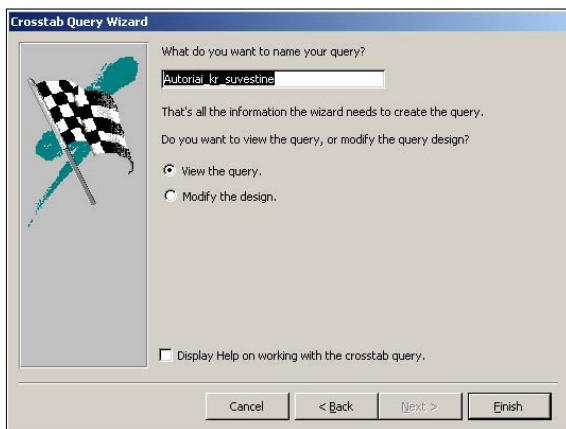 Crosstab Query Wizard
What do you want to name your query?
Autoriai_kr_suvestine
That's all the information the wizard needs to create the query.
Do you want to view the query, or modify the query design?
View the query.
Modify the design.
Display Help on working with the crosstab query.
Cancel < Back Next > Finish